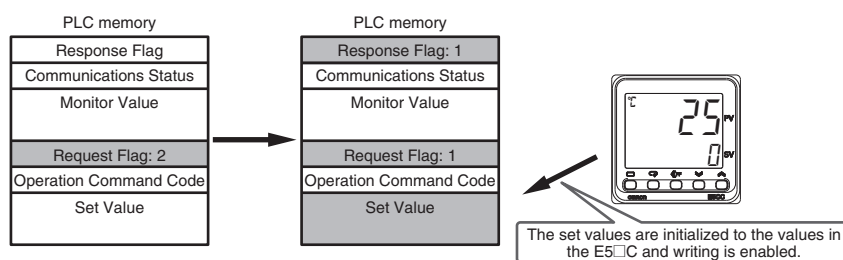 PLC memory
Response Flag
Communications Status
Monitor Value
Request Flag: 2
Operation Command Code
Set Value
PLC memory
Response Flag: 1
Communications Status
Monitor Value
Request Flag: 1
Operation Command Code
Set Value
°C
25 PV
0 SV
omron E5CC
The set values are initialized to the values in
the E5□C and writing is enabled.